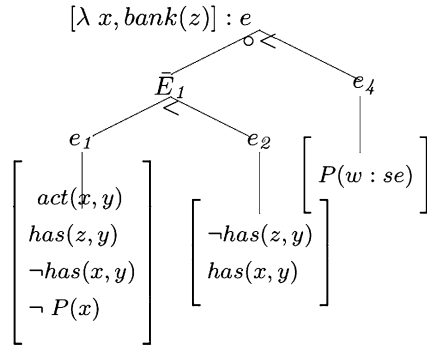 [λ x, bank(z)] : e
∘<
Ē₁
<
e₄
e₁
e₂
P(w : se)
act(x, y)
has(z, y)
¬has(x, y)
¬ P(x)
¬has(z, y)
has(x, y)